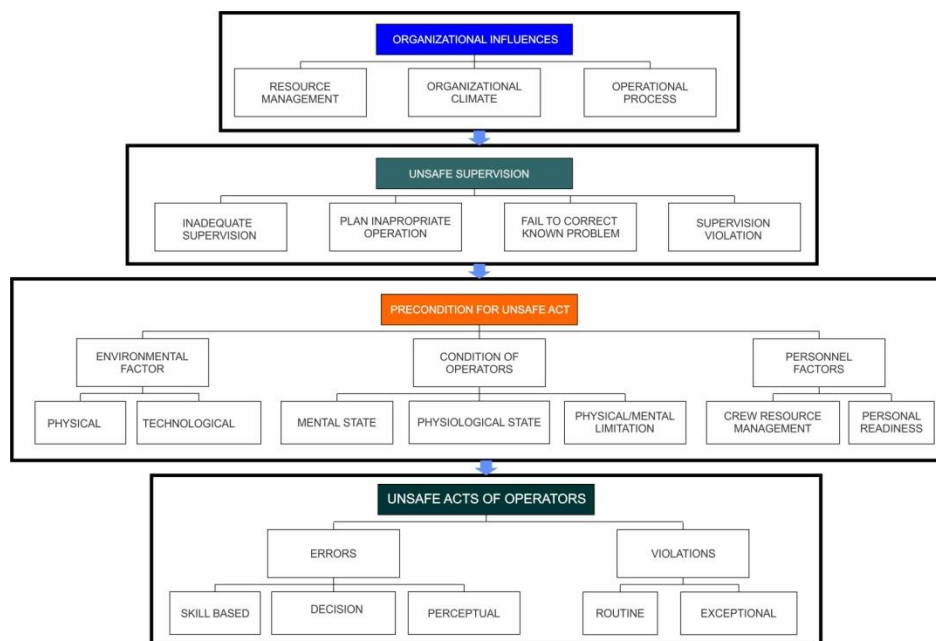 ORGANIZATIONAL INFLUENCES
RESOURCE
MANAGEMENT
ORGANIZATIONAL
CLIMATE
OPERATIONAL
PROCESS
UNSAFE SUPERVISION
INADEQUATE
SUPERVISION
PLAN INAPROPRIATE
OPERATION
FAIL TO CORRECT
KNOWN PROBLEM
SUPERVISION
VIOLATION
PRECONDITION FOR UNSAFE ACT
ENVIRONMENTAL
FACTOR
CONDITION OF
OPERATORS
PERSONNEL
FACTORS
PHYSICAL
TECHNOLOGICAL
MENTAL STATE
PHYSIOLOGICAL STATE
PHYSICAL/MENTAL
LIMITATION
CREW RESOURCE
MANAGEMENT
PERSONAL
READINESS
UNSAFE ACTS OF OPERATORS
ERRORS
VIOLATIONS
SKILL BASED
DECISION
PERCEPTUAL
ROUTINE
EXCEPTIONAL